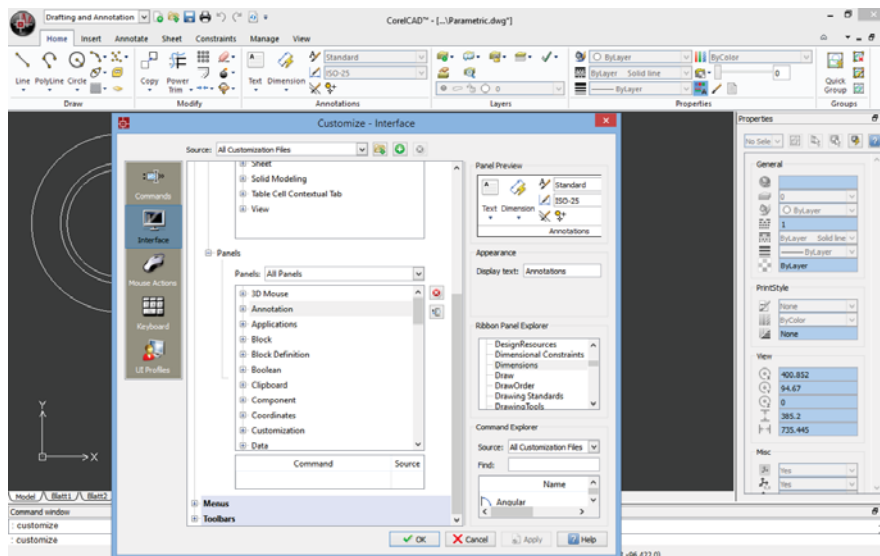 Drafting and Annotation
CorelCAD™ - [...\Parametric.dwg*]
Home Insert Annotate Sheet Constraints Manage View
Line PolyLine Circle
Copy Power Trim
Text Dimension
Standard
ISO-25
0
ByLayer
ByLayer Solid line
ByLayer
ByColor
0
Quick Group
Draw Modify Annotations Layers Properties Groups
Customize - Interface
Source: All Customization Files
Commands
Interface
Mouse Actions
Keyboard
UI Profiles
Sheet
Solid Modeling
Table Cell Contextual Tab
View
Panels
Panels: All Panels
3D Mouse
Annotation
Applications
Block
Block Definition
Boolean
Clipboard
Component
Coordinates
Customization
Data
Command Source
Menus
Toolbars
Panel Preview
Text Dimension
Standard
ISO-25
Annotations
Appearance
Display text: Annotations
Ribbon Panel Explorer
DesignResources
Dimensional Constraints
Dimensions
Draw
DrawOrder
Drawing Standards
DrawingTools
Command Explorer
Source: All Customization Files
Find:
Name
Angular
OK Cancel Apply Help
Properties
No Sele
General
0
ByLayer
1
ByLayer Solid line
ByLayer
ByLayer
PrintStyle
None
ByColor
None
View
400.852
94.67
0
385.2
735.445
Misc
Yes
Yes
Y
X
Model Blatt1 Blatt2
Command window
: customize
: customize